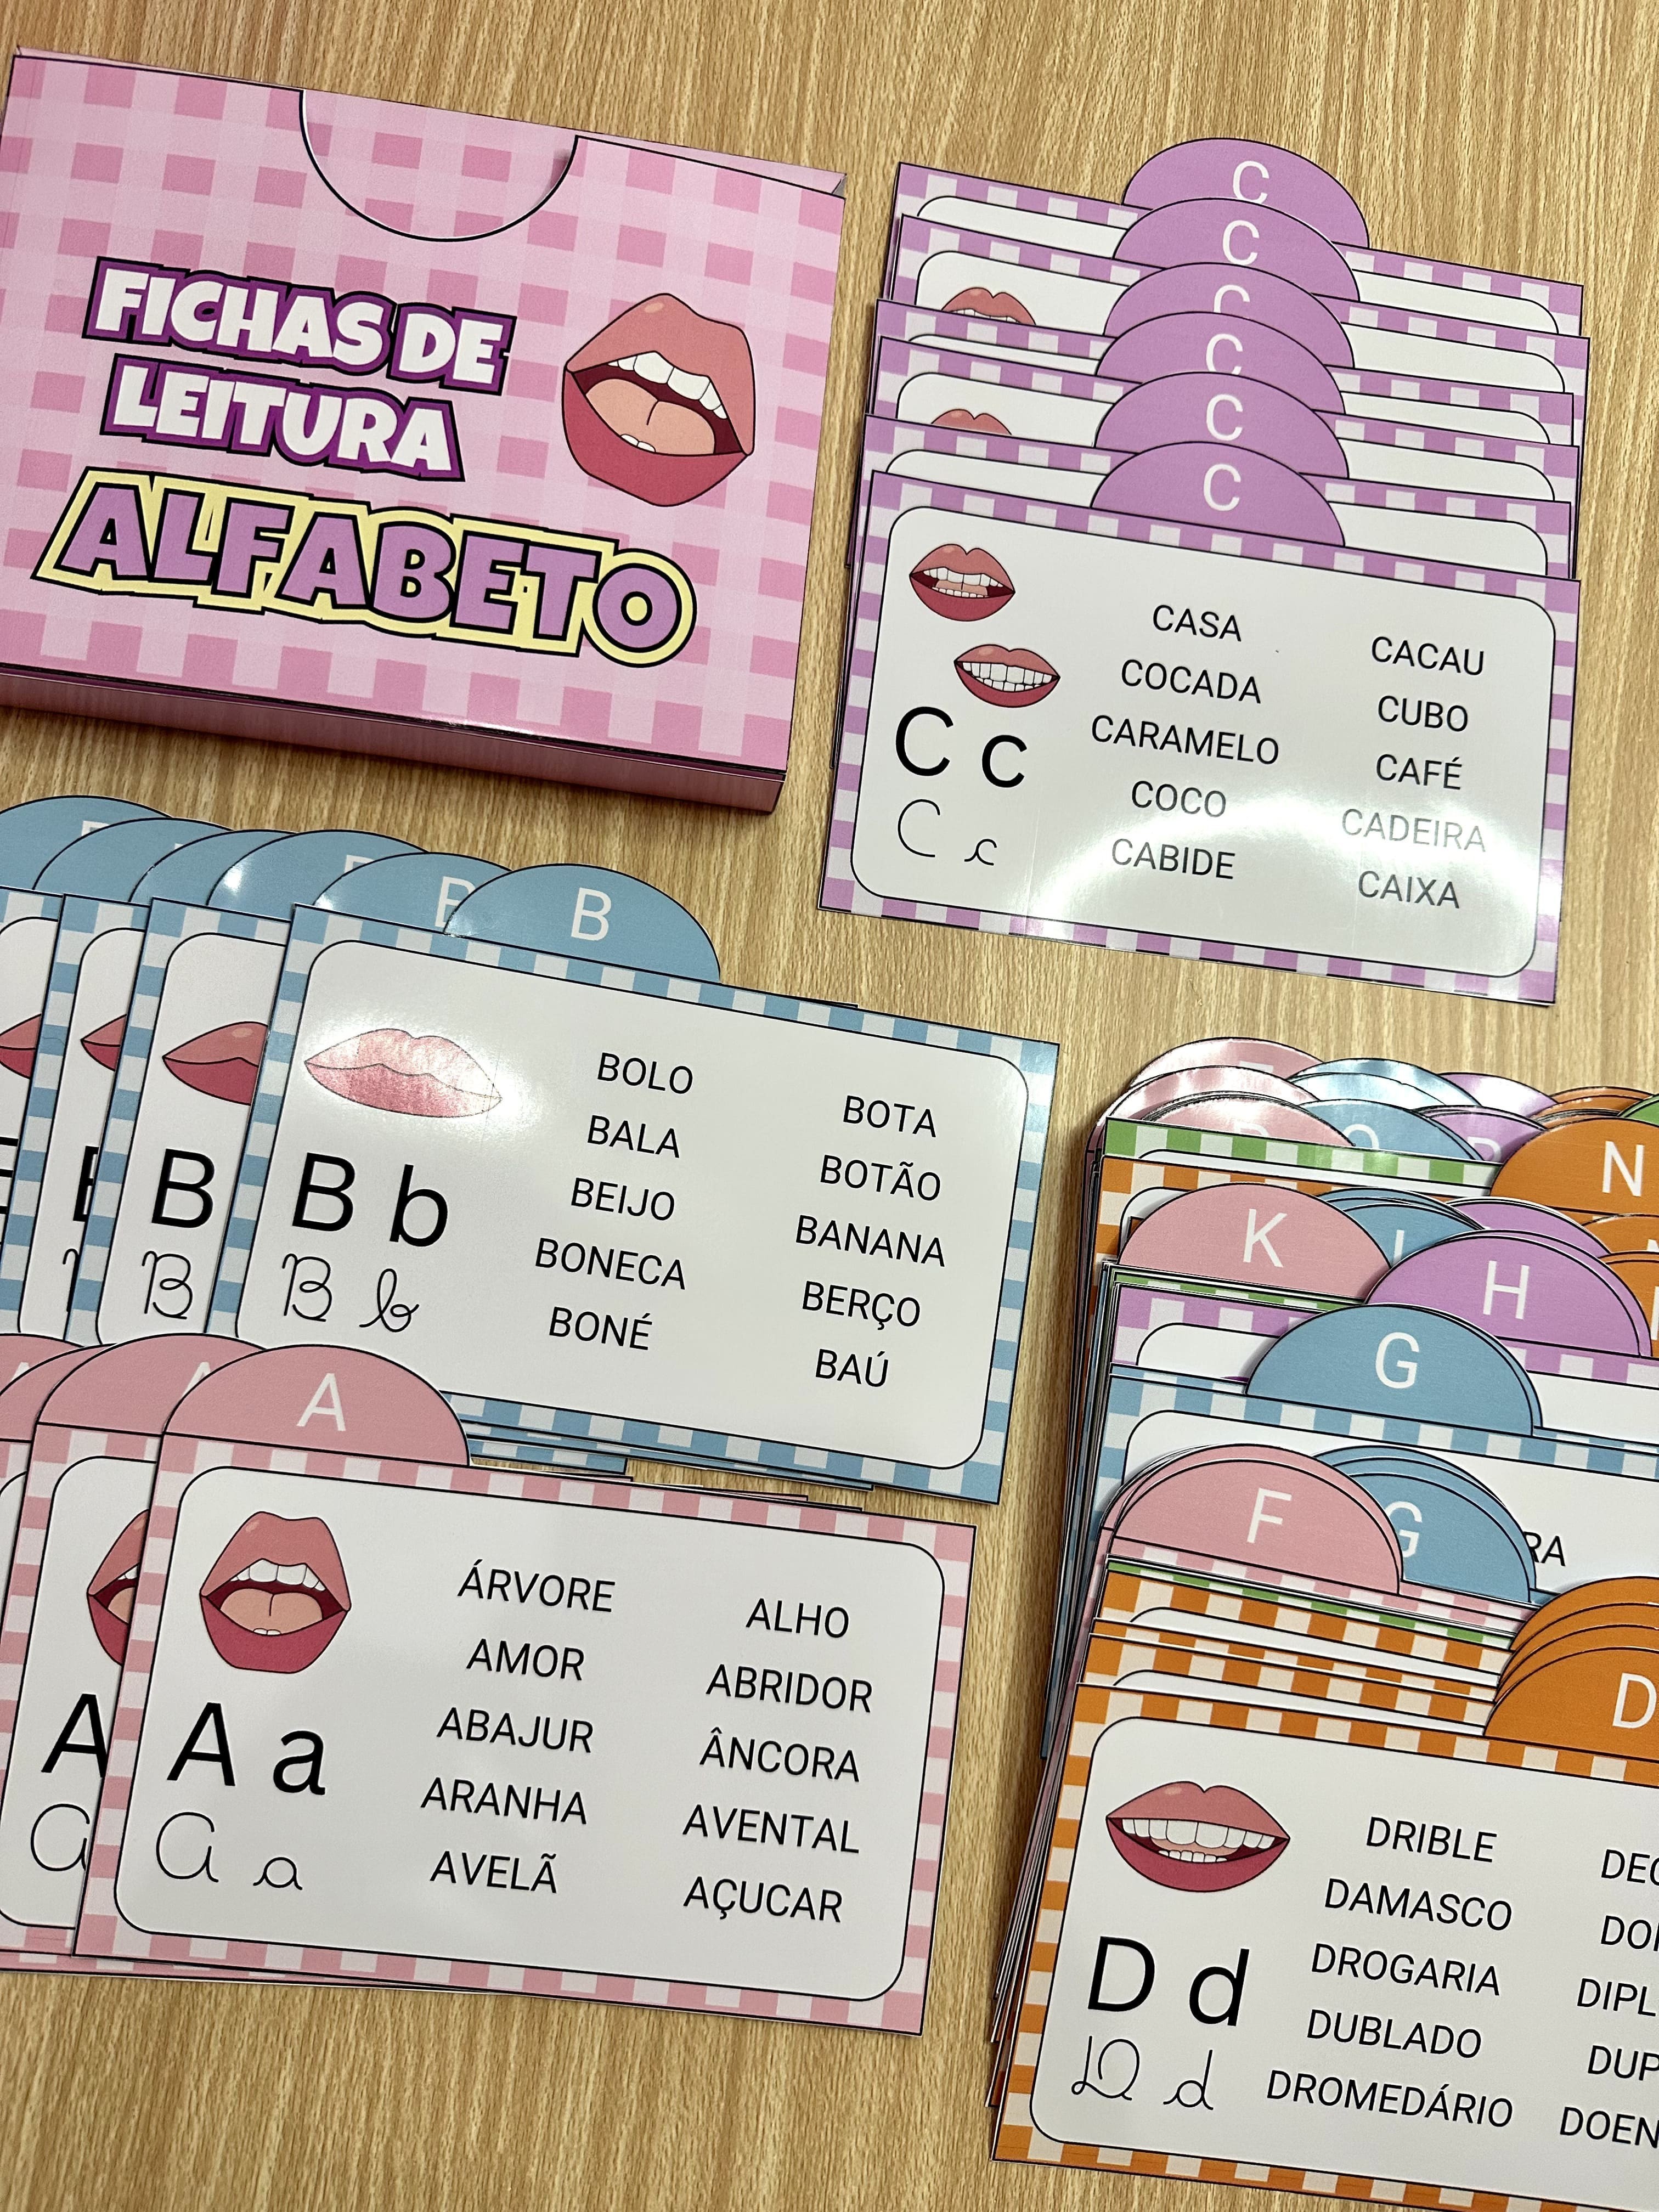 FICHAS DE
LEITURA
ALFABETO
C
C
C
C
C
C
CASA
COCADA
CARAMELO
COCO
CABIDE
CACAU
CUBO
CAFÉ
CADEIRA
CAIXA
C c
C c
B
B
BOLO
BALA
BEIJO
BONECA
BONÉ
BOTA
BOTÃO
BANANA
BERÇO
BAÚ
B b
B b
B
B
A
A
ÁRVORE
AMOR
ABAJUR
ARANHA
AVELÃ
ALHO
ABRIDOR
ÂNCORA
AVENTAL
AÇUCAR
A a
A a
A
a
N
K
H
G
F
G
D
DRIBLE
DAMASCO
DROGARIA
DUBLADO
DROMEDÁRIO
D d
D d